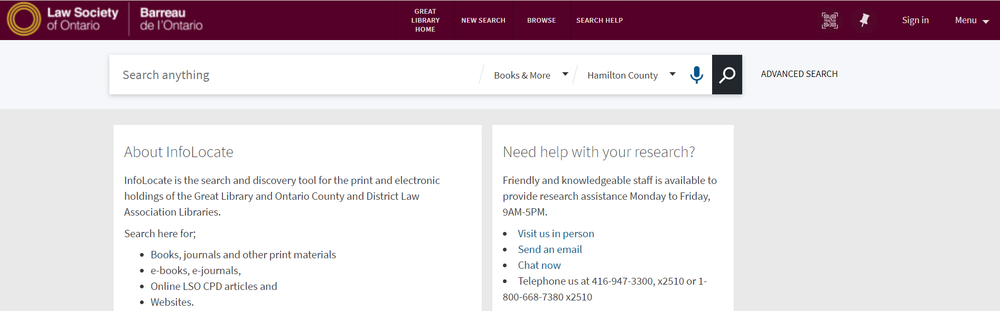 Law Society
of Ontario
Barreau
de l'Ontario
GREAT
LIBRARY
HOME
NEW SEARCH
BROWSE
SEARCH HELP
Sign in
Menu
Search anything
Books & More
Hamilton County
ADVANCED SEARCH
About InfoLocate
InfoLocate is the search and discovery tool for the print and electronic
holdings of the Great Library and Ontario County and District Law
Association Libraries.
Search here for;
• Books, journals and other print materials
• e-books, e-journals,
• Online LSO CPD articles and
• Websites.
Need help with your research?
Friendly and knowledgeable staff is available to
provide research assistance Monday to Friday,
9AM-5PM.
• Visit us in person
• Send an email
• Chat now
• Telephone us at 416-947-3300, x2510 or 1-
800-668-7380 x2510